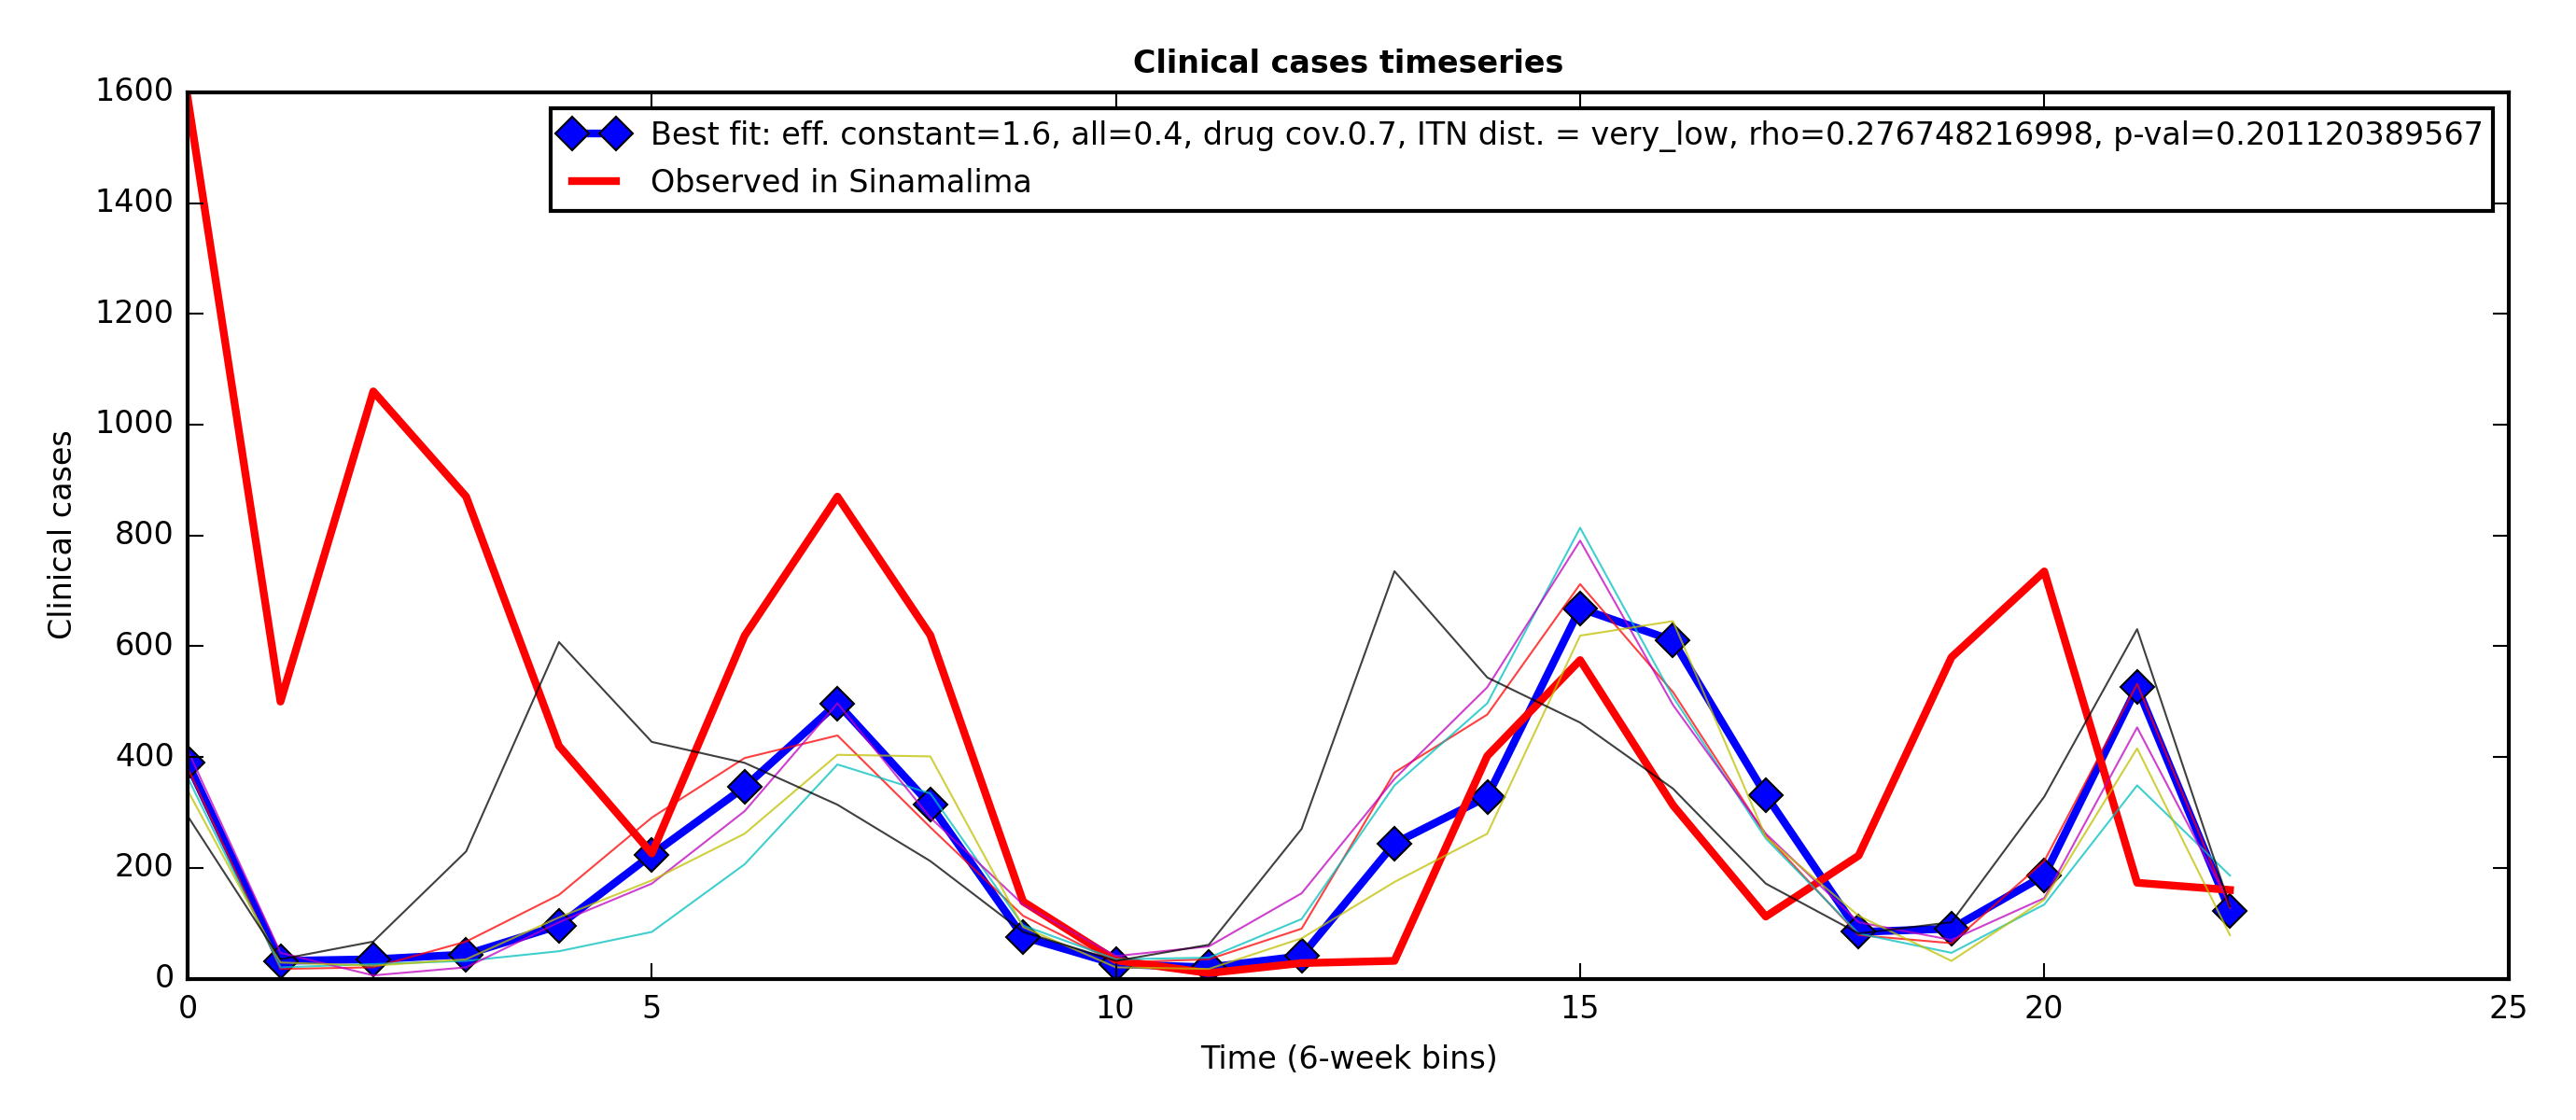 Clinical cases timeseries
1600
1400
1200
1000
800
600
400
200
0
Clinical cases
Best fit: eff. constant=1.6, all=0.4, drug cov.0.7, ITN dist. = very_low, rho=0.276748216998, p-val=0.201120389567
Observed in Sinamalima
0 5 10 15 20 25
Time (6-week bins)